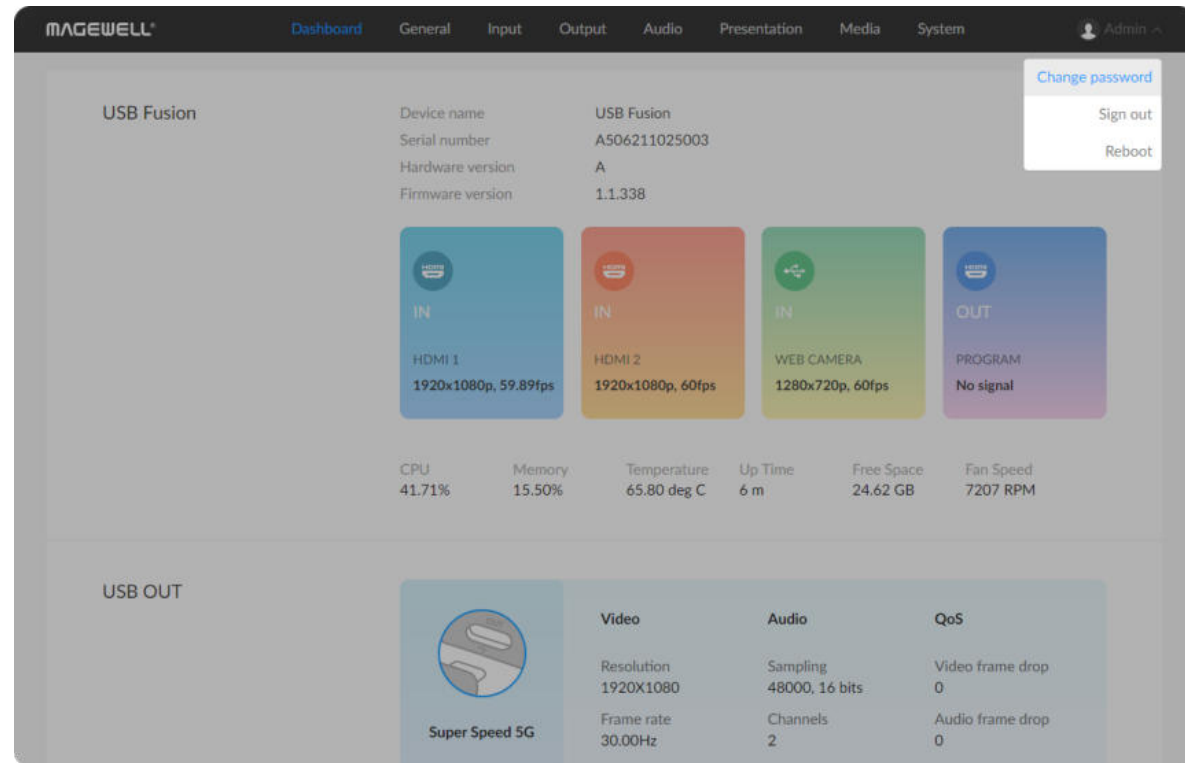 MAGEWELL®
Dashboard General Input Output Audio Presentation Media System Admin
Change password
Sign out
Reboot
USB Fusion
Device name USB Fusion
Serial number A506211025003
Hardware version A
Firmware version 1.1.338
HDMI HDMI HDMI
IN IN IN OUT
HDMI 1 HDMI 2 WEB CAMERA PROGRAM
1920x1080p, 59.89fps 1920x1080p, 60fps 1280x720p, 60fps No signal
CPU Memory Temperature Up Time Free Space Fan Speed
41.71% 15.50% 65.80 deg C 6 m 24.62 GB 7207 RPM
USB OUT
OUT
Video Audio QoS
Resolution Sampling Video frame drop
1920X1080 48000, 16 bits 0
Super Speed 5G
Frame rate Channels Audio frame drop
30.00Hz 2 0